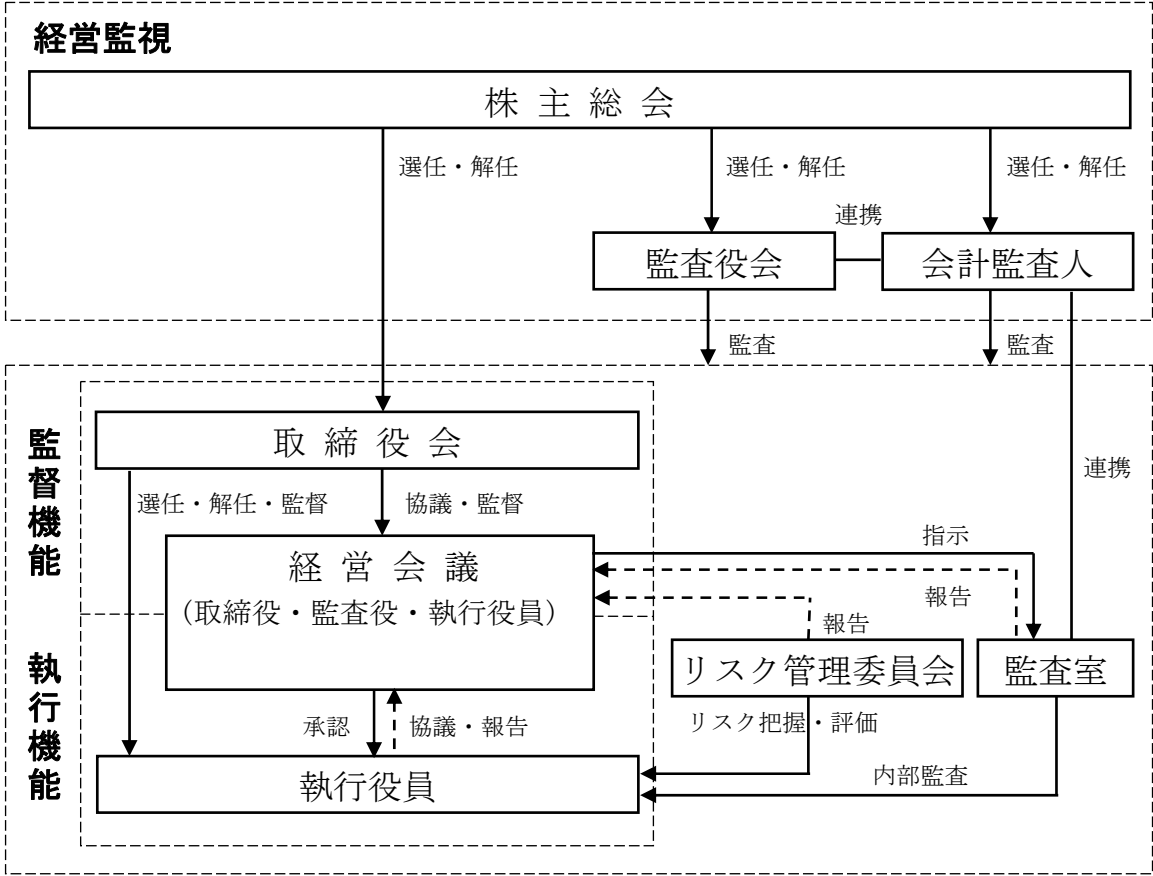 経営監視
株主総会
選任・解任
選任・解任
選任・解任
連携
監査役会
会計監査人
監査
監査
監督機能
取締役会
連携
選任・解任・監督
協議・監督
経営会議
(取締役・監査役・執行役員)
指示
報告
報告
執行機能
リスク管理委員会
監査室
承認
協議・報告
リスク把握・評価
内部監査
執行役員